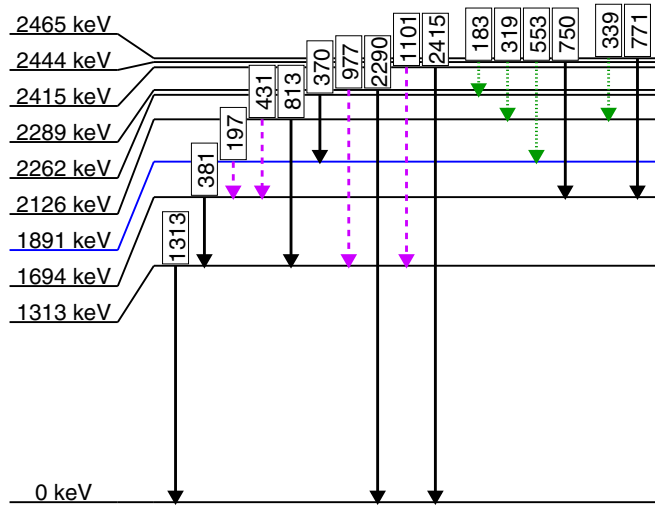 2465 keV
2444 keV
2415 keV
2289 keV
2262 keV
2126 keV
1891 keV
1694 keV
1313 keV
0 keV
1313
381
197
431
813
370
977
2290
1101
2415
183
319
553
750
339
771